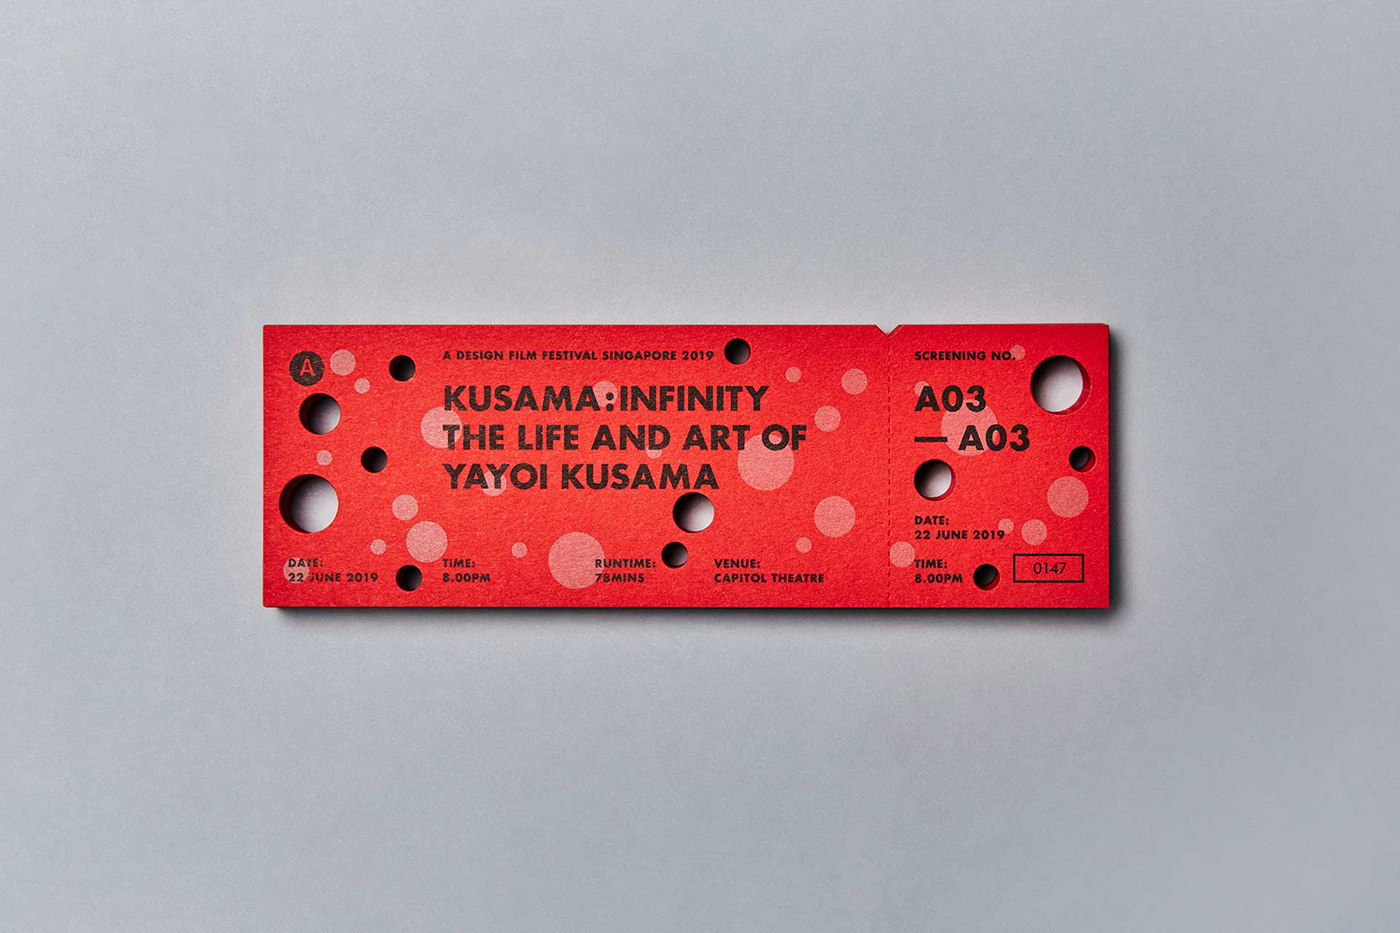 A
A DESIGN FILM FESTIVAL SINGAPORE 2019
KUSAMA:INFINITY
THE LIFE AND ART OF
YAYOI KUSAMA
DATE:
22 JUNE 2019
TIME:
8.00PM
RUNTIME:
78MINS
VENUE:
CAPITOL THEATRE
SCREENING NO.
A03
— A03
DATE:
22 JUNE 2019
TIME:
8.00PM
0147